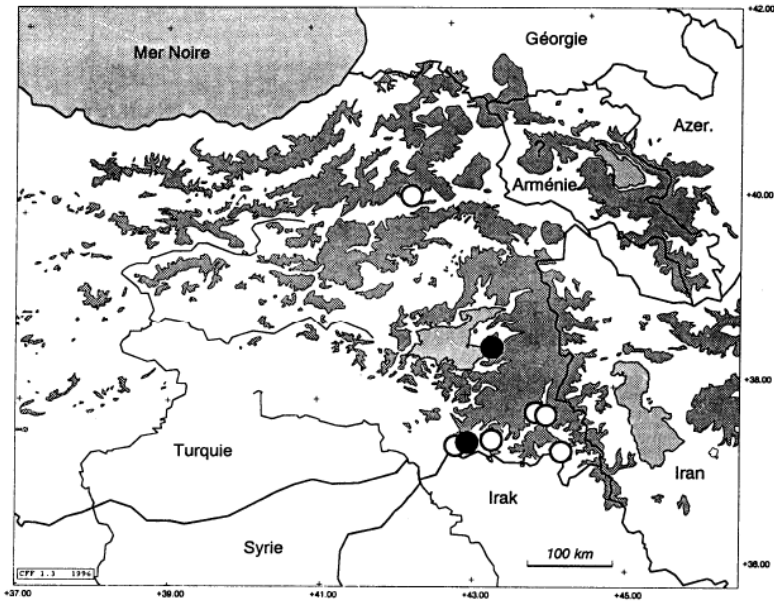 +42.00
Géorgie
Mer Noire
Azer.
?
Arménie
+40.00
+38.00
Turquie
Iran
Irak
Syrie
100 km
CFF 1.3 1996
+36.00
+37.00
+39.00
+41.00
+43.00
+45.00